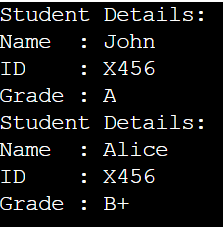 Student Details:
Name  : John
ID    : X456
Grade : A
Student Details:
Name  : Alice
ID    : X456
Grade : B+